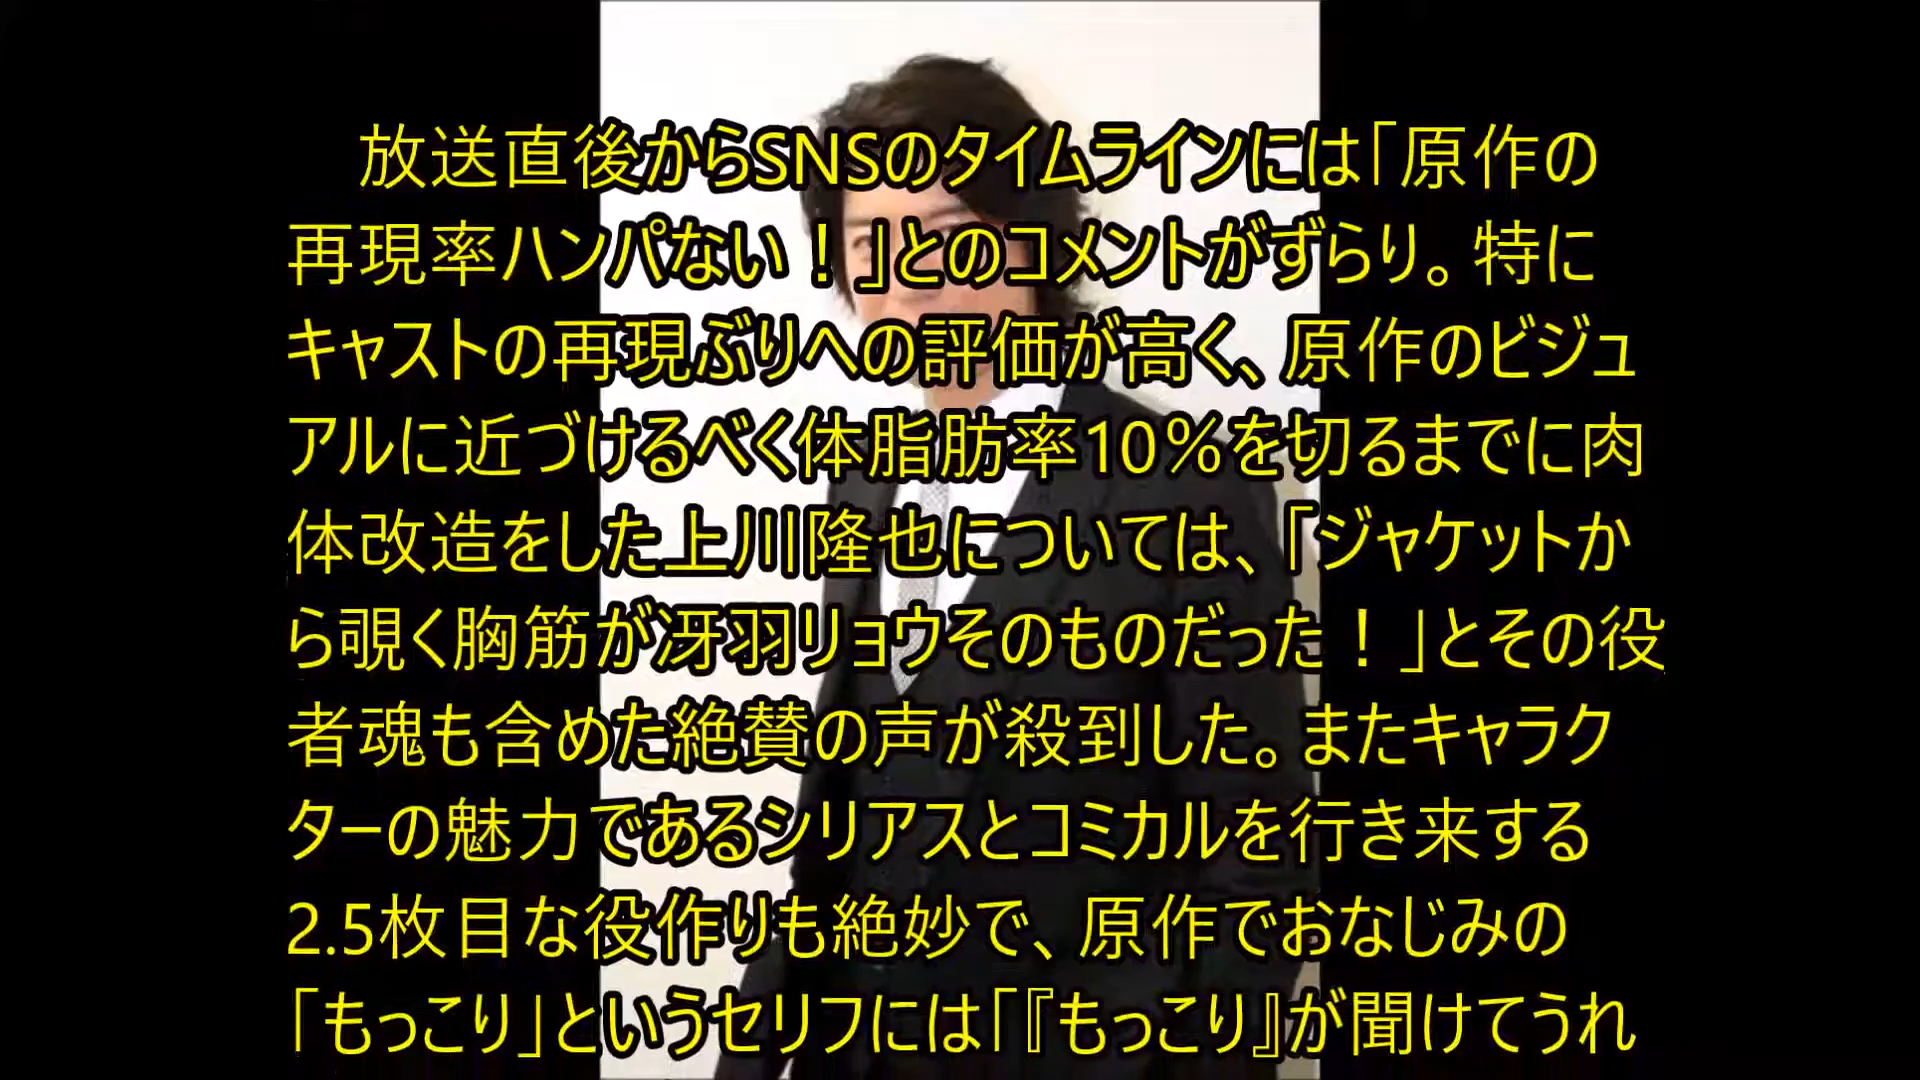 放送直後からSNSのタイムラインには「原作の
再現率ハンパない！」とのコメントがずらり。特に
キャストの再現ぶりへの評価が高く、原作のビジュ
アルに近づけるべく体脂肪率10％を切るまでに肉
体改造をした上川隆也については、「ジャケットか
ら覗く胸筋が冴羽リョウそのものだった！」とその役
者魂も含めた絶賛の声が殺到した。またキャラク
ターの魅力であるシリアスとコミカルを行き来する
2.5枚目な役作りも絶妙で、原作でおなじみの
「もっこり」というセリフには「『もっこり』が聞けてうれ